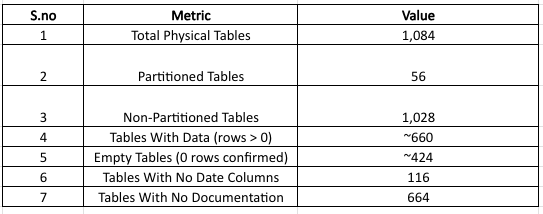 S.no Metric Value
1 Total Physical Tables 1,084
2 Partitioned Tables 56
3 Non-Partitioned Tables 1,028
4 Tables With Data (rows > 0) ~660
5 Empty Tables (0 rows confirmed) ~424
6 Tables With No Date Columns 116
7 Tables With No Documentation 664